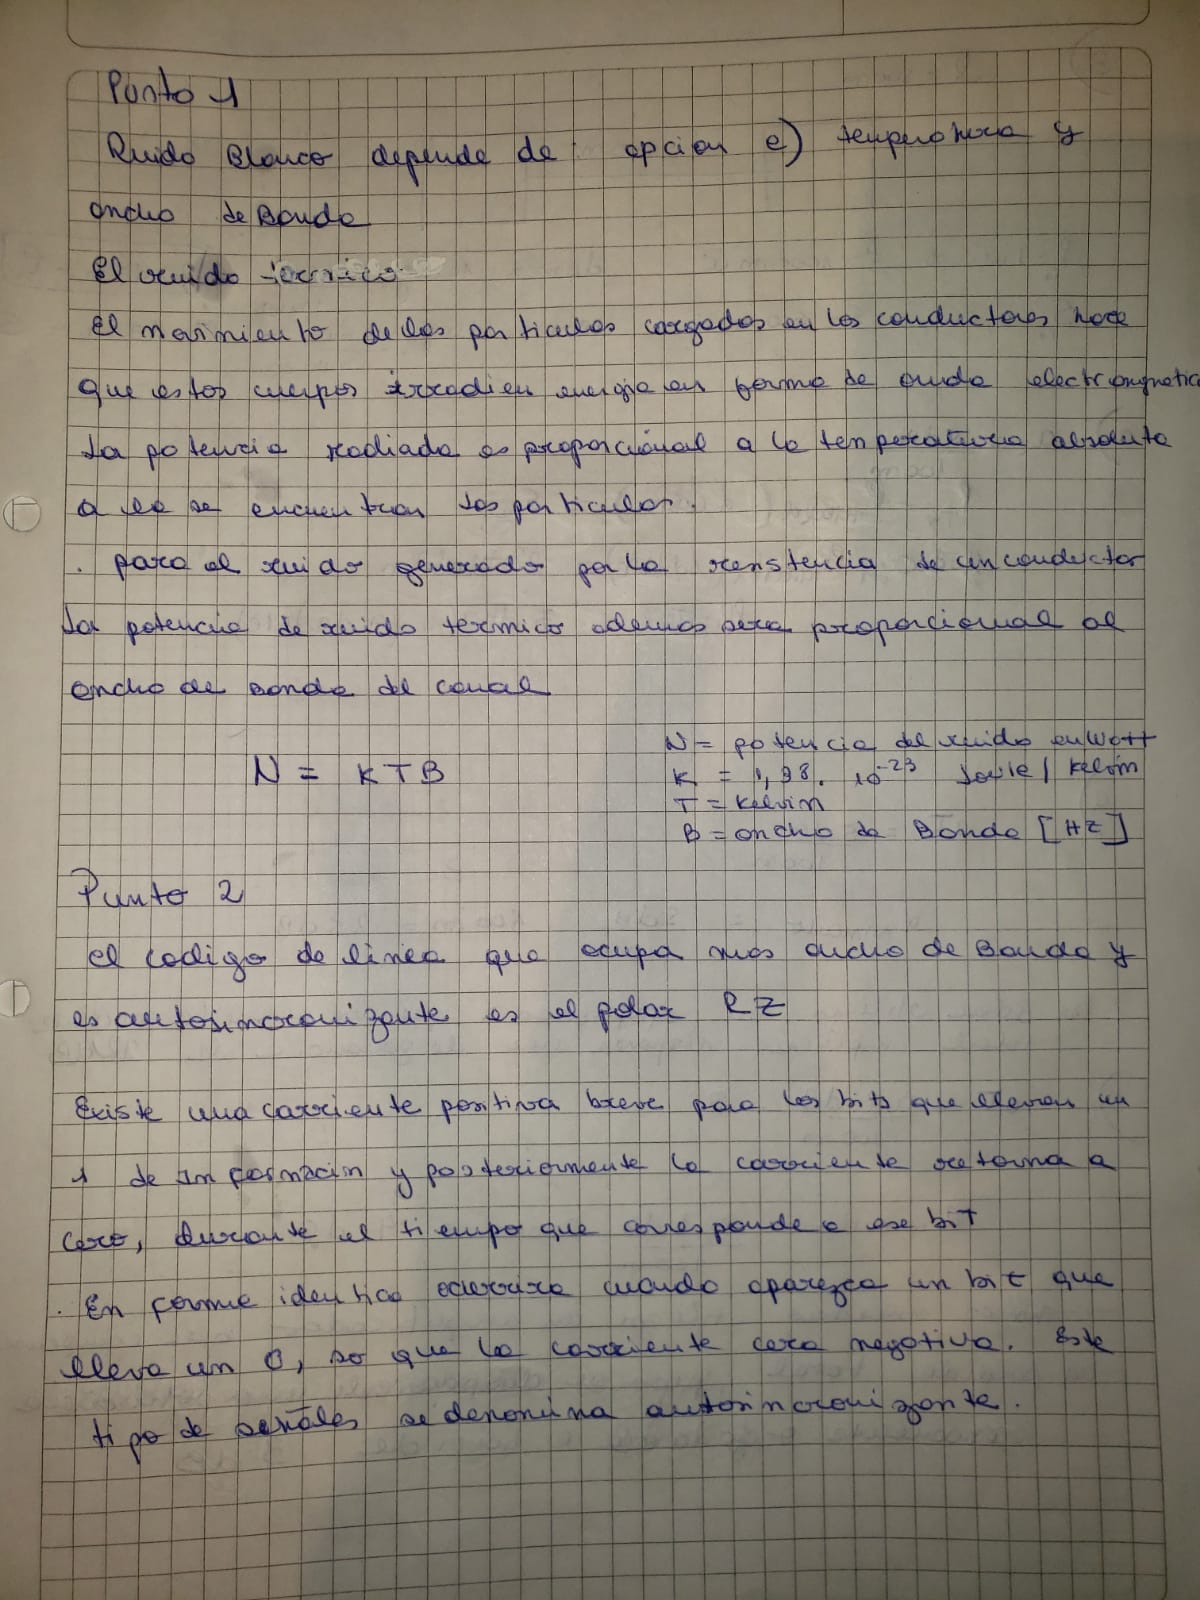 Punto 1
Ruido Blanco depende de opcion e) temperatura y
ancho de Banda
El ruido termico
El movimiento de las particulas cargados en los conductores hace
que estos cuerpos irradien energia en forma de onda electromgnetica
La potencia radiada es proporcional a la temperatura absoluta
a la se encuentran las particulas.
. para el ruido generado por la resistencia de un conductor
La potencia de ruido termico ademas sera proporcional al
ancho de banda del canal
N = K T B
N = potencia del ruido en Watt
K = 1,38. 10^-23 Joule / Kelvin
T = Kelvin
B = ancho de Banda [HZ]
Punto 2
el codigo de linea que ocupa mas ancho de Banda y
es autosincronizante es el polar RZ
Existe una corriente positiva breve para los bits que llevan un
1 de informacion y posteriormente la corriente retorna a
cero, durante el tiempo que corresponde a ese bit
. En forma identica ocurrira cuando aparezca un bit que
lleva un 0, so que la corriente cera negativa. Este
tipo de señales se denomina autosincronizante.